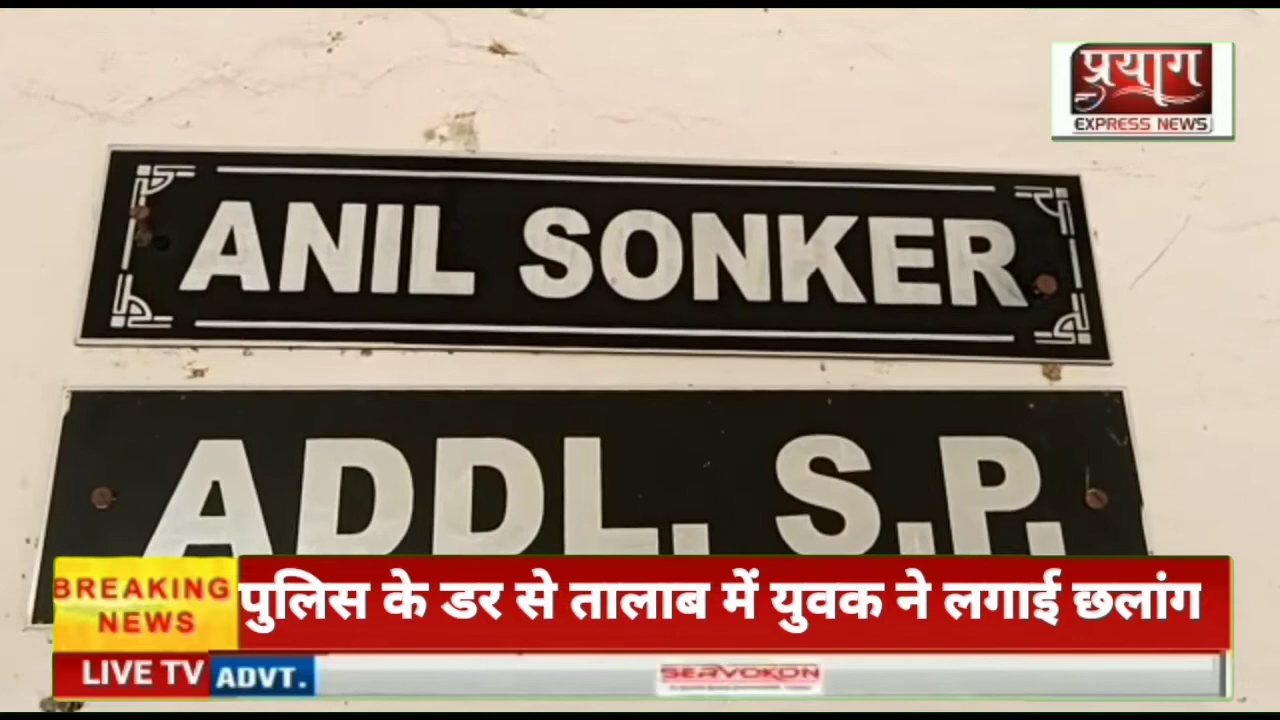 प्रयाग
EXPRESS NEWS
ANIL SONKER
ADDL. S.P.
BREAKING
NEWS
पुलिस के डर से तालाब में युवक ने लगाई छलांग
LIVE TV
ADVT.
SERVOKON